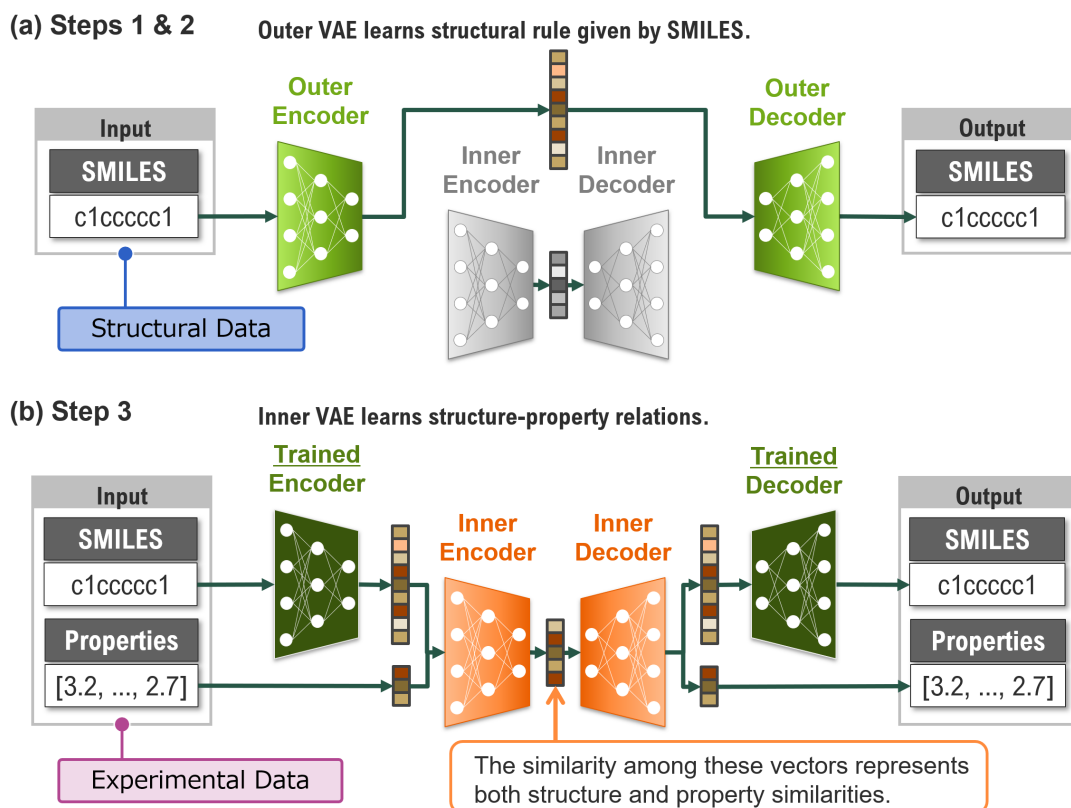 (a) Steps 1 & 2
Outer VAE learns structural rule given by SMILES.
Input
SMILES
c1ccccc1
Structural Data
Outer
Encoder
Inner
Encoder
Inner
Decoder
Outer
Decoder
Output
SMILES
c1ccccc1
(b) Step 3
Inner VAE learns structure-property relations.
Input
SMILES
c1ccccc1
Properties
[3.2, ..., 2.7]
Experimental Data
Trained
Encoder
Inner
Encoder
Inner
Decoder
Trained
Decoder
Output
SMILES
c1ccccc1
Properties
[3.2, ..., 2.7]
The similarity among these vectors represents
both structure and property similarities.